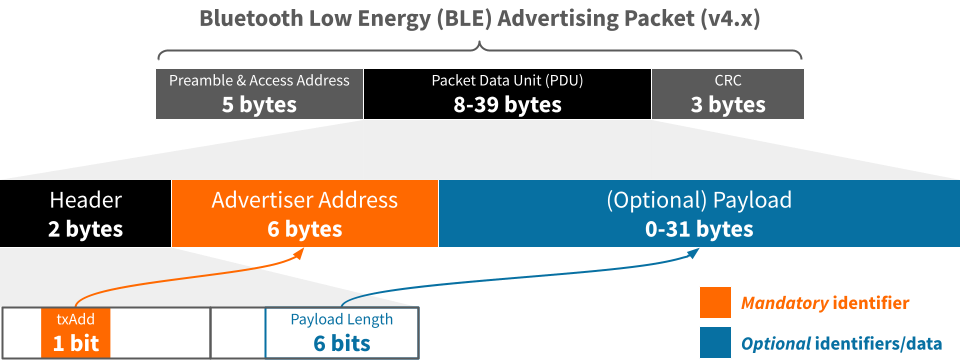 Bluetooth Low Energy (BLE) Advertising Packet (v4.x)
Preamble & Access Address
5 bytes
Packet Data Unit (PDU)
8-39 bytes
CRC
3 bytes
Header
2 bytes
Advertiser Address
6 bytes
(Optional) Payload
0-31 bytes
txAdd
1 bit
Payload Length
6 bits
Mandatory identifier
Optional identifiers/data